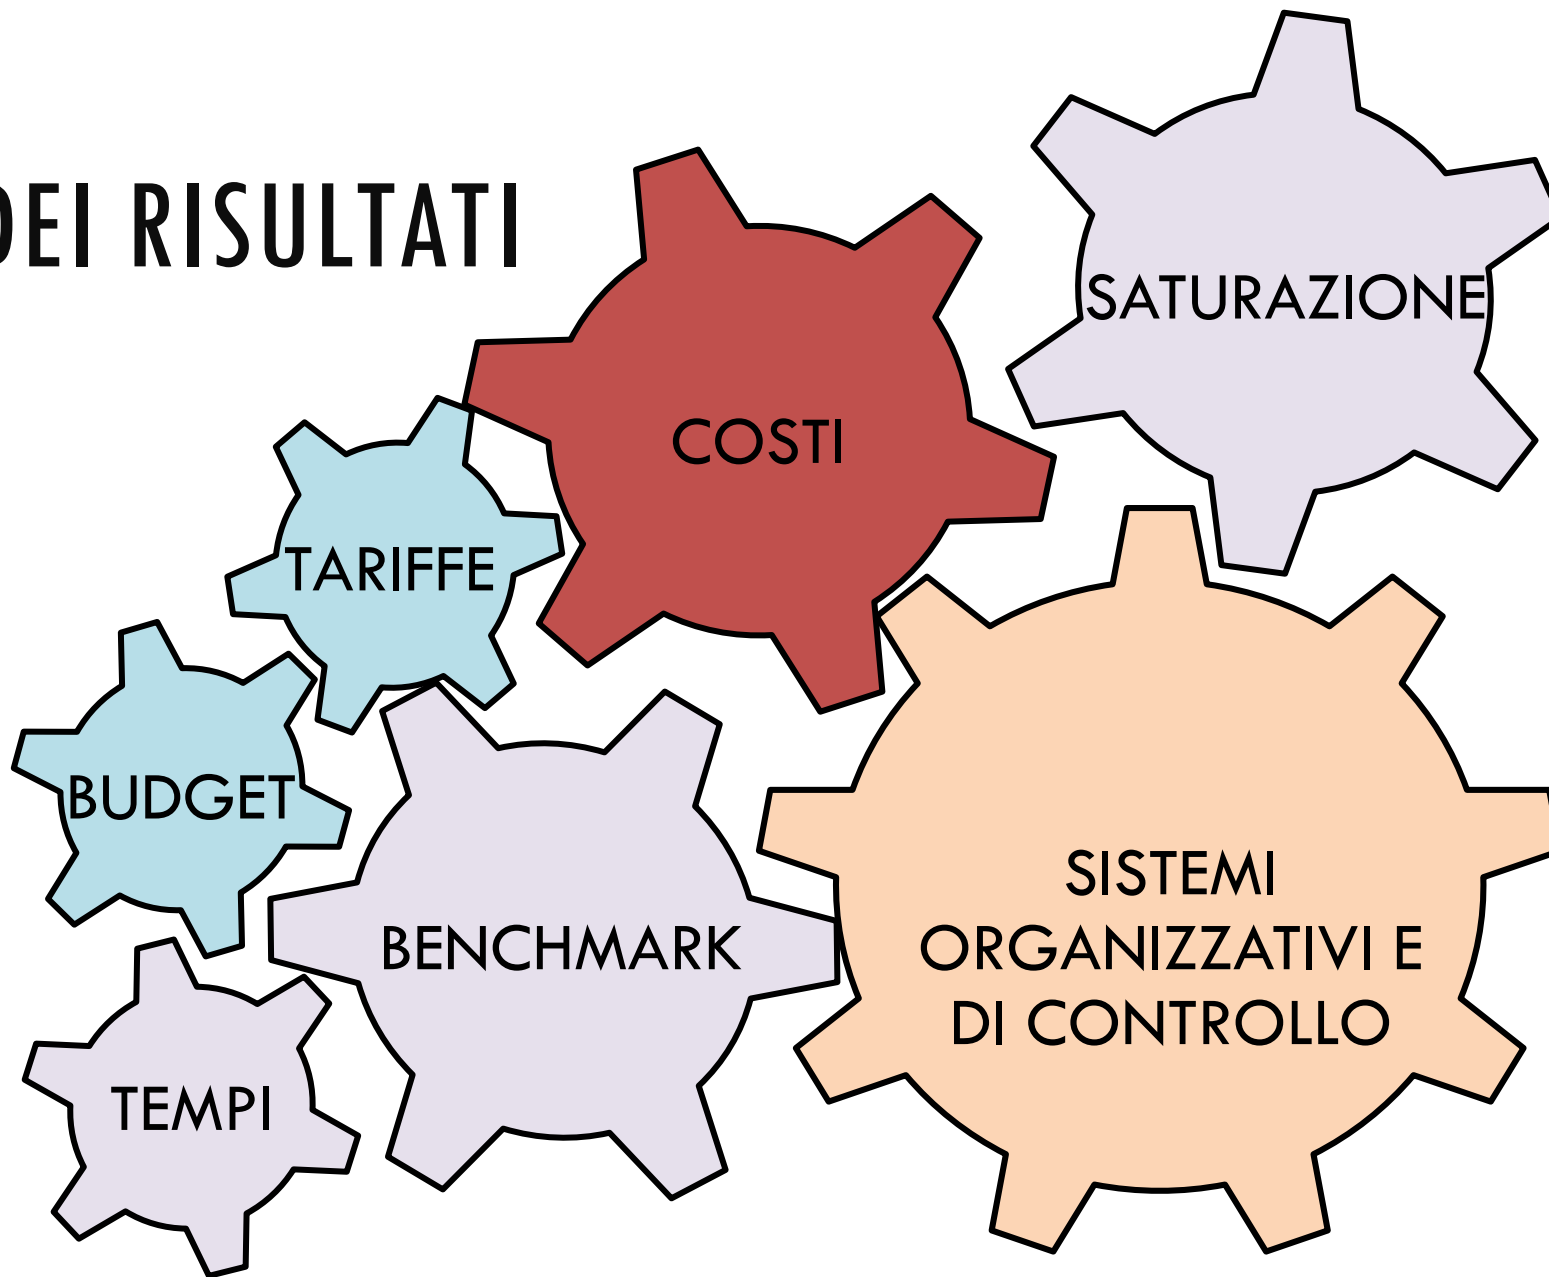 DEI RISULTATI
SATURAZIONE
COSTI
TARIFFE
BUDGET
BENCHMARK
SISTEMI
ORGANIZZATIVI E
DI CONTROLLO
TEMPI